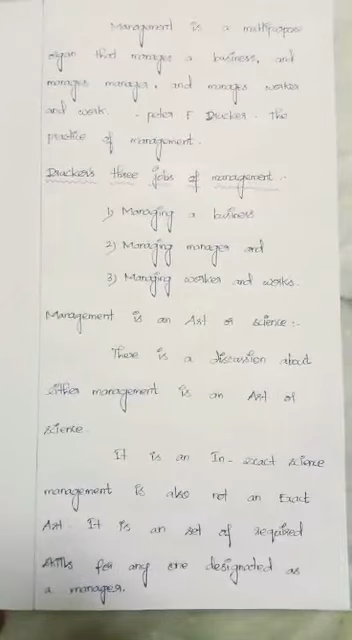 Management is a multipurpose
organ that manages a business, and
manages manager, and manages worker
and work. - peter F Drucker - The
practice of management.
Drucker's three jobs of management :-
1) Managing a business
2) Managing manager and
3) Managing worker and works.
Management is an Art or science :-
There is a discussion about
either management is an Art or
science.
It is an In-exact science
management is also not an Exact
Art. It is an set of required
skills for any one designated as
a manager.